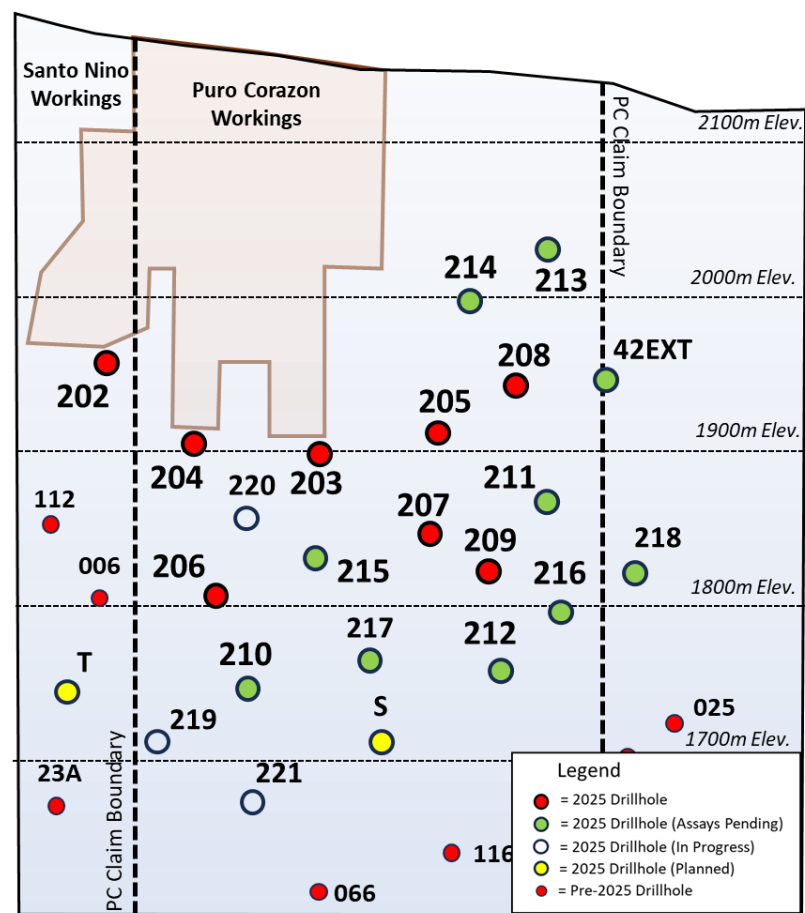 Santo Nino
Workings
Puro Corazon
Workings
PC Claim Boundary
2100m Elev.
214
213
2000m Elev.
42EXT
208
202
205
1900m Elev.
204
203
220
211
112
207
209
218
215
216
006
206
1800m Elev.
217
212
T
210
S
025
219
1700m Elev.
23A
221
PC Claim Boundary
116
066
Legend
= 2025 Drillhole
= 2025 Drillhole (Assays Pending)
= 2025 Drillhole (In Progress)
= 2025 Drillhole (Planned)
= Pre-2025 Drillhole